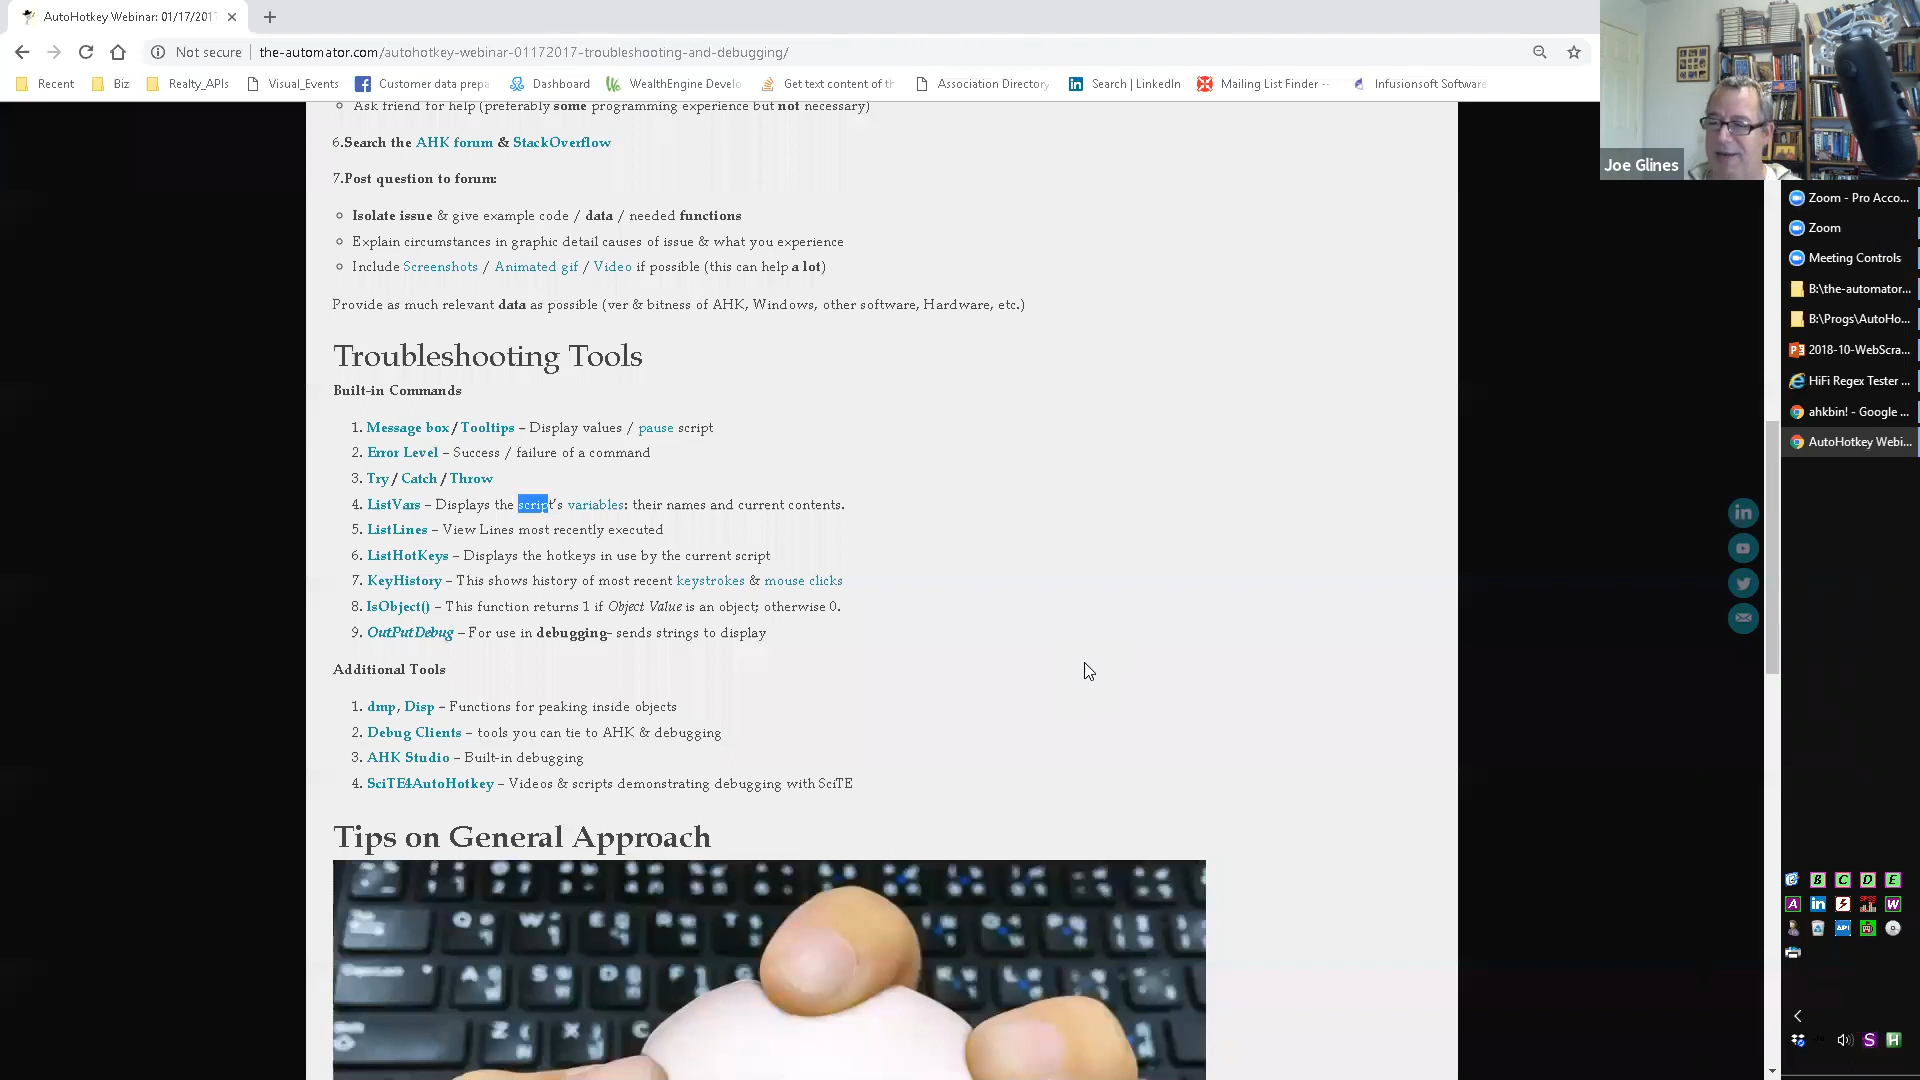 AutoHotkey Webinar: 01/17/2017
Not secure
the-automator.com/autohotkey-webinar-01172017-troubleshooting-and-debugging/
Recent
Biz
Realty_APIs
Visual_Events
Customer data prepa
Dashboard
WealthEngine Develo
Get text content of th
Association Directory
Search | LinkedIn
Mailing List Finder --
Infusionsoft Software
Joe Glines
Ask friend for help (preferably some programming experience but not necessary)
6.Search the AHK forum & StackOverflow
7.Post question to forum:
Isolate issue & give example code / data / needed functions
Explain circumstances in graphic detail causes of issue & what you experience
Include Screenshots / Animated gif / Video if possible (this can help a lot)
Provide as much relevant data as possible (ver & bitness of AHK, Windows, other software, Hardware, etc.)
Troubleshooting Tools
Built-in Commands
1. Message box / Tooltips – Display values / pause script
2. Error Level – Success / failure of a command
3. Try / Catch / Throw
4. ListVars – Displays the script's variables: their names and current contents.
5. ListLines – View Lines most recently executed
6. ListHotKeys – Displays the hotkeys in use by the current script
7. KeyHistory – This shows history of most recent keystrokes & mouse clicks
8. IsObject() – This function returns 1 if Object Value is an object; otherwise 0.
9. OutPutDebug – For use in debugging- sends strings to display
Additional Tools
1. dmp, Disp – Functions for peaking inside objects
2. Debug Clients – tools you can tie to AHK & debugging
3. AHK Studio – Built-in debugging
4. SciTE4AutoHotkey – Videos & scripts demonstrating debugging with SciTE
Tips on General Approach
Zoom - Pro Acco...
Zoom
Meeting Controls
B:\the-automator...
B:\Progs\AutoHo...
2018-10-WebScra...
HiFi Regex Tester ...
ahkbin! - Google ...
AutoHotkey Webi...
B C D E
A in SPSS W
API
S H
Q W E R T
A S D F G
Z X C